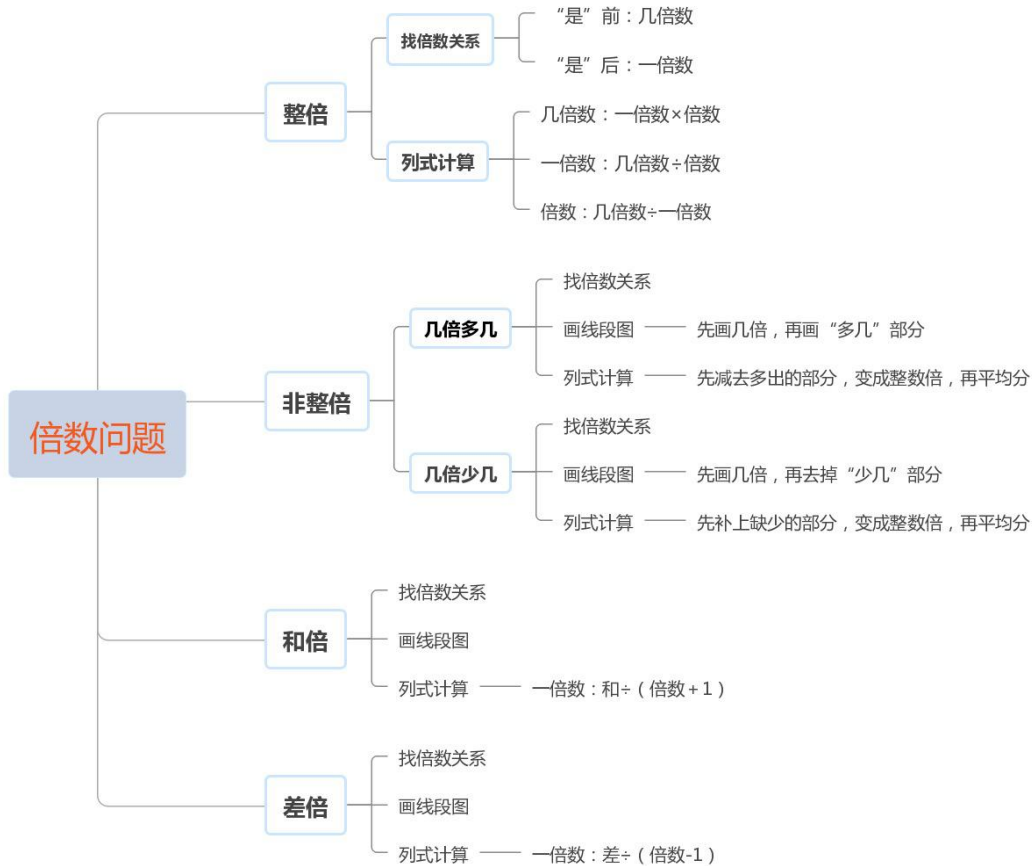 倍数问题
整倍
找倍数关系
“是”前：几倍数
“是”后：一倍数
列式计算
几倍数：一倍数×倍数
一倍数：几倍数÷倍数
倍数：几倍数÷一倍数
非整倍
几倍多几
找倍数关系
画线段图
先画几倍，再画“多几”部分
列式计算
先减去多出的部分，变成整数倍，再平均分
几倍少几
找倍数关系
画线段图
先画几倍，再去掉“少几”部分
列式计算
先补上缺少的部分，变成整数倍，再平均分
和倍
找倍数关系
画线段图
列式计算
一倍数：和÷（倍数+1）
差倍
找倍数关系
画线段图
列式计算
一倍数：差÷（倍数-1）